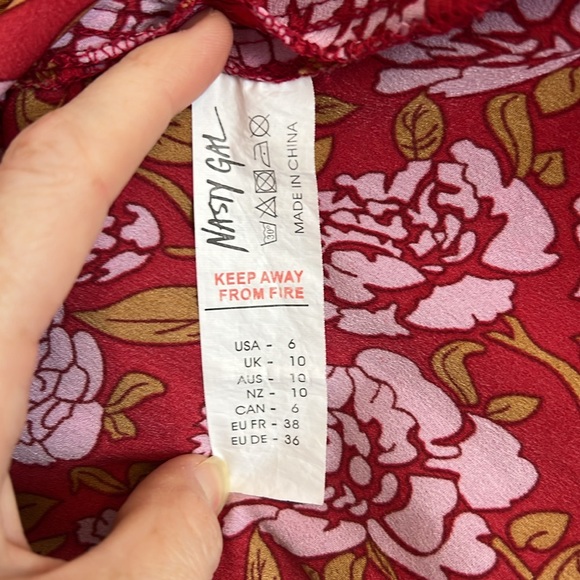 NASTY GAL
30°
MADE IN CHINA
KEEP AWAY
FROM FIRE
USA - 6
UK - 10
AUS - 10
NZ - 10
CAN - 6
EU FR - 38
EU DE - 36